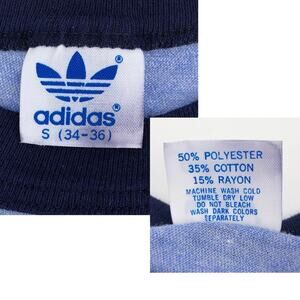 adidas®
S (34-36)
50% POLYESTER
35% COTTON
15% RAYON
MACHINE WASH COLD
TUMBLE DRY LOW
DO NOT BLEACH
WASH DARK COLORS
SEPARATELY